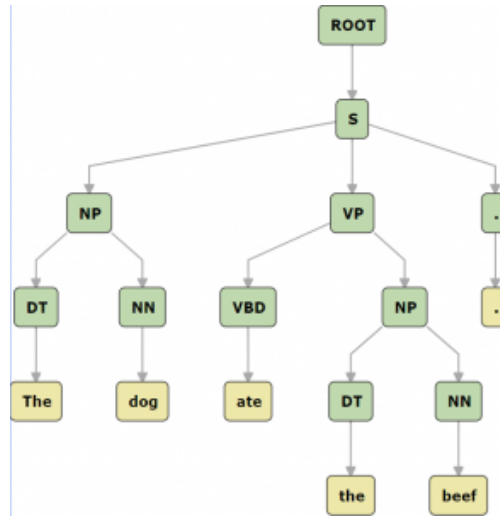 ROOT
S
NP VP .
DT NN VBD NP .
The dog ate DT NN
the beef